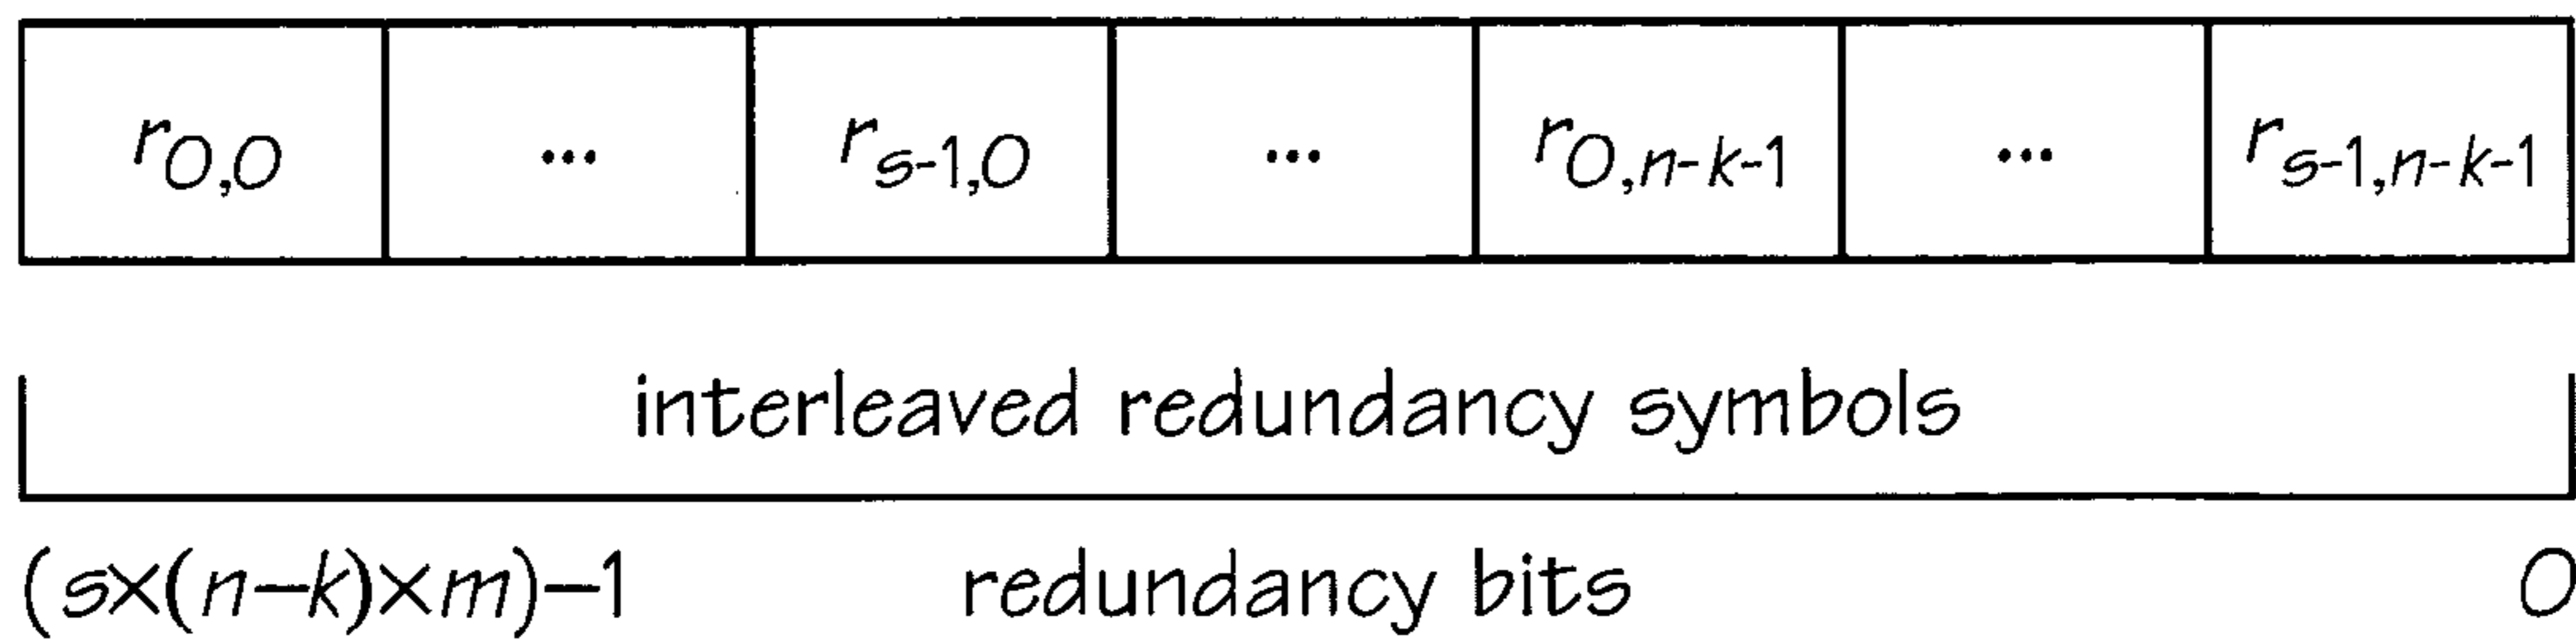 r0,0 ... rs-1,0 ... r0,n-k-1 ... rs-1,n-k-1
interleaved redundancy symbols
(s×(n−k)×m)−1 redundancy bits 0